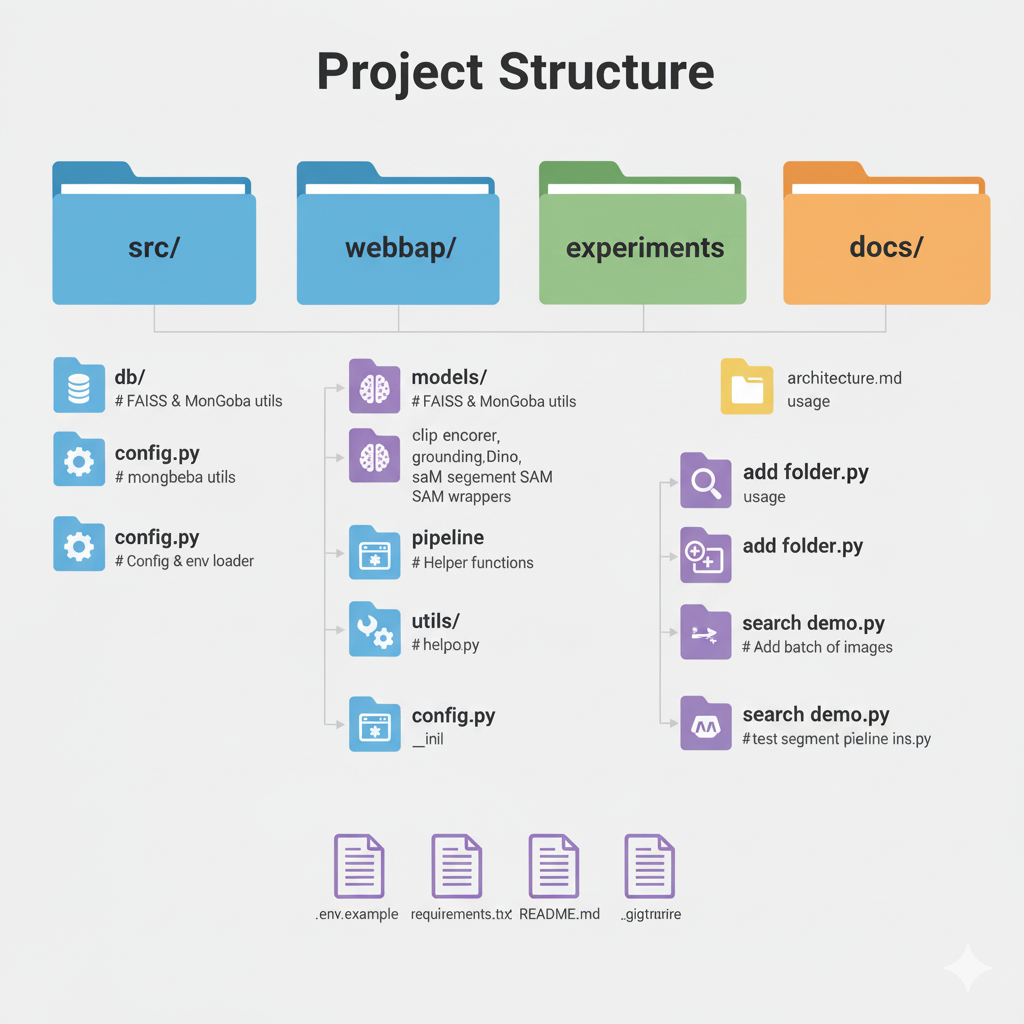 Project Structure
src/
webbap/
experiments
docs/
db/
# FAISS & MonGoba utils
config.py
# mongbeba utils
config.py
# Config & env loader
models/
# FAISS & MonGoba utils
clip encorer,
grounding.Dino,
saM segement SAM
SAM wrappers
pipeline
# Helper functions
utils/
# helpo.py
config.py
__inil
architecture.md
usage
add folder.py
usage
add folder.py
search demo.py
# Add batch of images
search demo.py
#test segment pieline ins.py
.env.example
requirements.txt
README.md